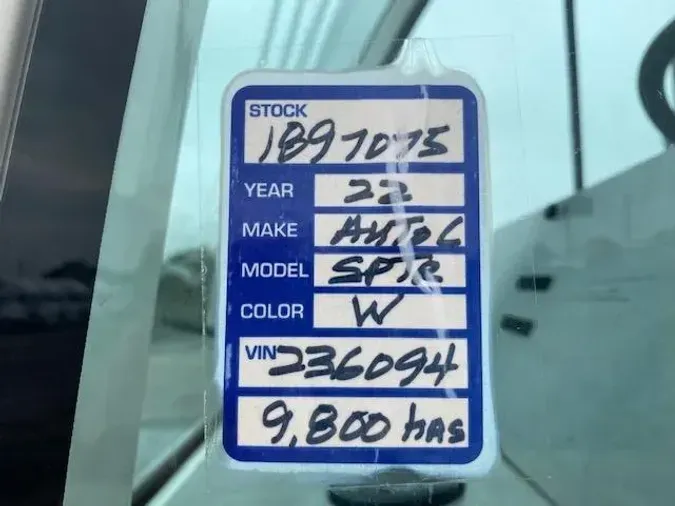 STOCK
1897075
YEAR 22
MAKE AUTOC
MODEL SPTR
COLOR W
VIN 236094
9,800 hRS